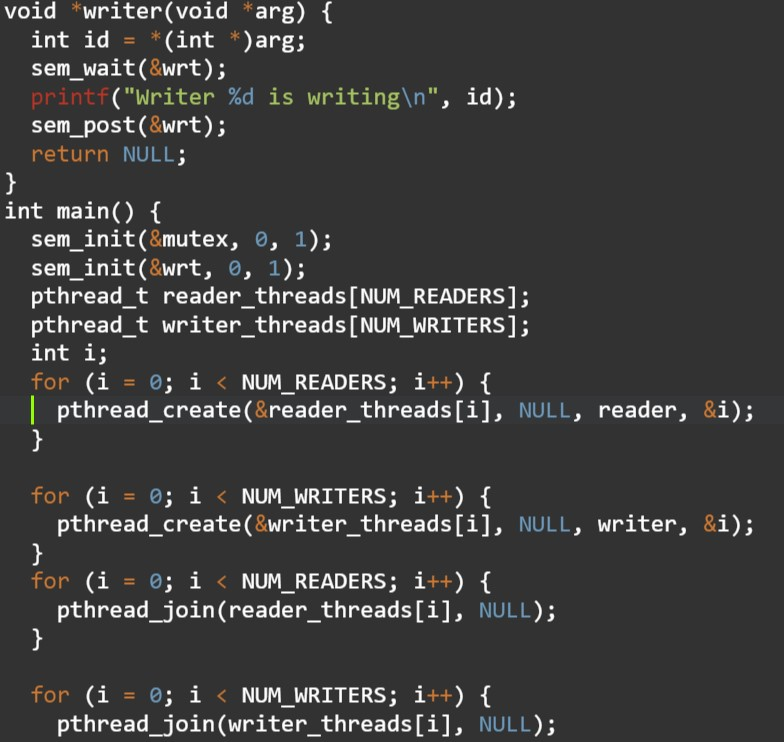 void *writer(void *arg) {
  int id = *(int *)arg;
  sem_wait(&wrt);
  printf("Writer %d is writing\n", id);
  sem_post(&wrt);
  return NULL;
}
int main() {
  sem_init(&mutex, 0, 1);
  sem_init(&wrt, 0, 1);
  pthread_t reader_threads[NUM_READERS];
  pthread_t writer_threads[NUM_WRITERS];
  int i;
  for (i = 0; i < NUM_READERS; i++) {
    pthread_create(&reader_threads[i], NULL, reader, &i);
  }

  for (i = 0; i < NUM_WRITERS; i++) {
    pthread_create(&writer_threads[i], NULL, writer, &i);
  }
  for (i = 0; i < NUM_READERS; i++) {
    pthread_join(reader_threads[i], NULL);
  }

  for (i = 0; i < NUM_WRITERS; i++) {
    pthread_join(writer_threads[i], NULL);